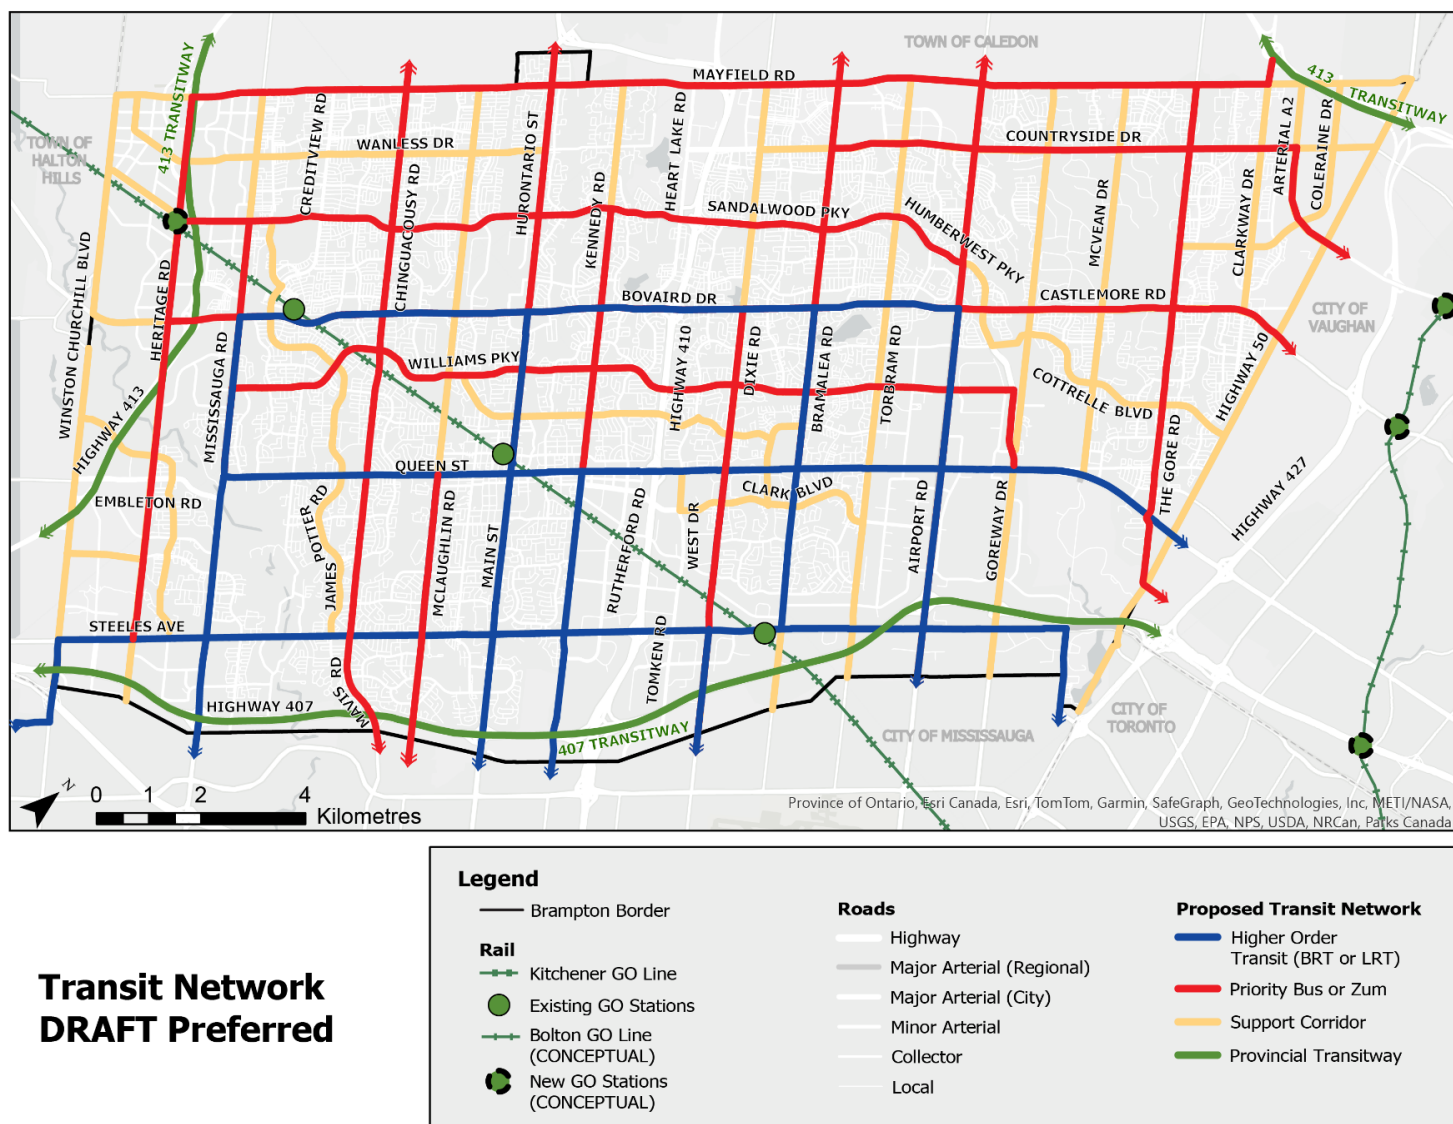 TOWN OF CALEDON
413 TRANSITWAY
413
TRANSITWAY
MAYFIELD RD
TOWN OF
HALTON
HILLS
CREDITVIEW RD
WANLESS DR
CHINGUACOUSY RD
HURONTARIO ST
KENNEDY RD
HEART LAKE RD
COUNTRYSIDE DR
ARTERIAL A2
COLERAINE DR
SANDALWOOD PKY
HUMBERWEST PKY
MCVEAN DR
CLARKWAY DR
WINSTON CHURCHILL BLVD
HERITAGE RD
BOVAIRD DR
CASTLEMORE RD
CITY OF
VAUGHAN
MISSISSAUGA RD
WILLIAMS PKY
HIGHWAY 410
DIXIE RD
BRAMALEA RD
TORBRAM RD
COTTRELLE BLVD
HIGHWAY 50
HIGHWAY 413
QUEEN ST
CLARK BLVD
THE GORE RD
HIGHWAY 427
EMBLETON RD
JAMES POTTER RD
MCLAUGHLIN RD
MAIN ST
RUTHERFORD RD
WEST DR
AIRPORT RD
GOREWAY DR
STEELES AVE
TOMKEN RD
MAVIS RD
HIGHWAY 407
407 TRANSITWAY
CITY OF MISSISSAUGA
CITY OF
TORONTO
N
0 1 2 4
Kilometres
Province of Ontario, Esri Canada, Esri, TomTom, Garmin, SafeGraph, GeoTechnologies, Inc, METI/NASA,
USGS, EPA, NPS, USDA, NRCan, Parks Canada
Transit Network
DRAFT Preferred
Legend
Brampton Border
Rail
Kitchener GO Line
Existing GO Stations
Bolton GO Line
(CONCEPTUAL)
New GO Stations
(CONCEPTUAL)
Roads
Highway
Major Arterial (Regional)
Major Arterial (City)
Minor Arterial
Collector
Local
Proposed Transit Network
Higher Order
Transit (BRT or LRT)
Priority Bus or Zum
Support Corridor
Provincial Transitway